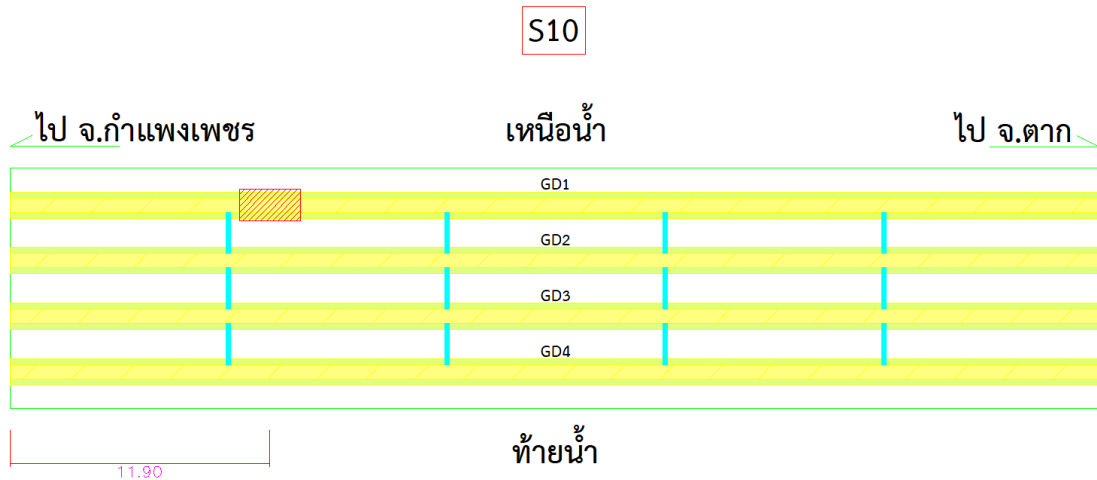 S10
ไป จ.กำแพงเพชร
เหนือน้ำ
ไป จ.ตาก
GD1
GD2
GD3
GD4
ท้ายน้ำ
11.90